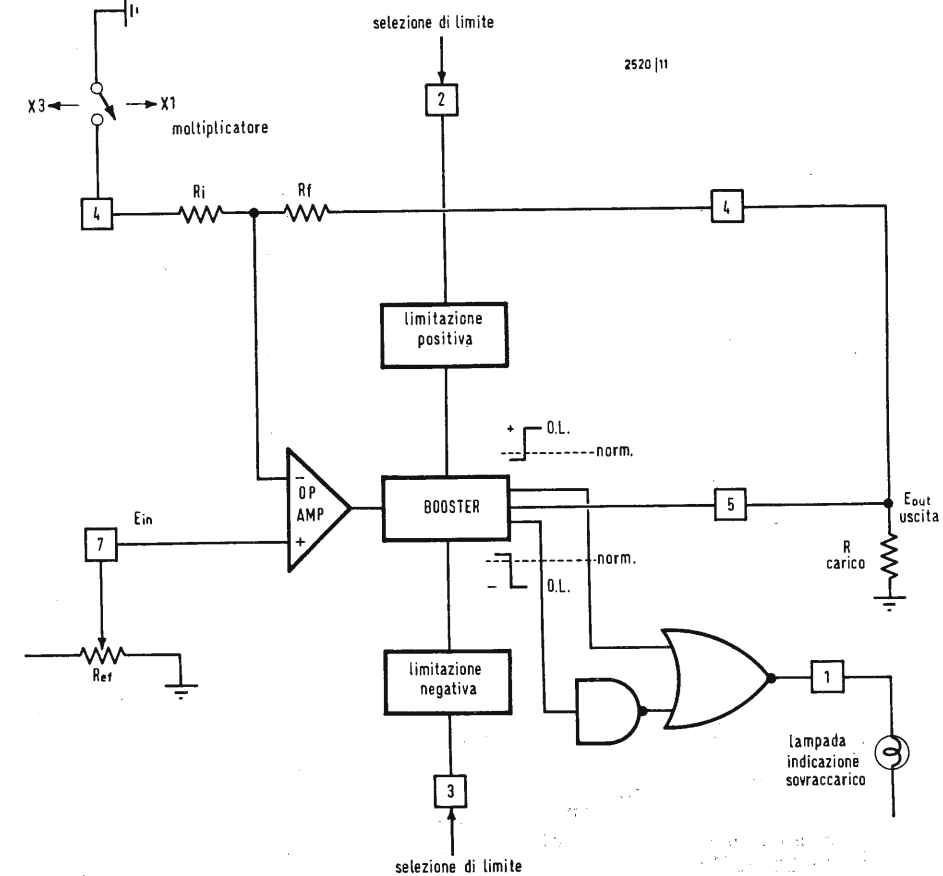 selezione di limite
2520/11
2
X3
X1
moltiplicatore
4
Ri
Rf
4
limitazione
positiva
+
O.L.
norm.
-
OP
AMP
+
BOOSTER
5
Eout
uscita
Ein
7
R
carico
norm.
-
O.L.
Ref
limitazione
negativa
1
lampada
indicazione
sovraccarico
3
selezione di limite